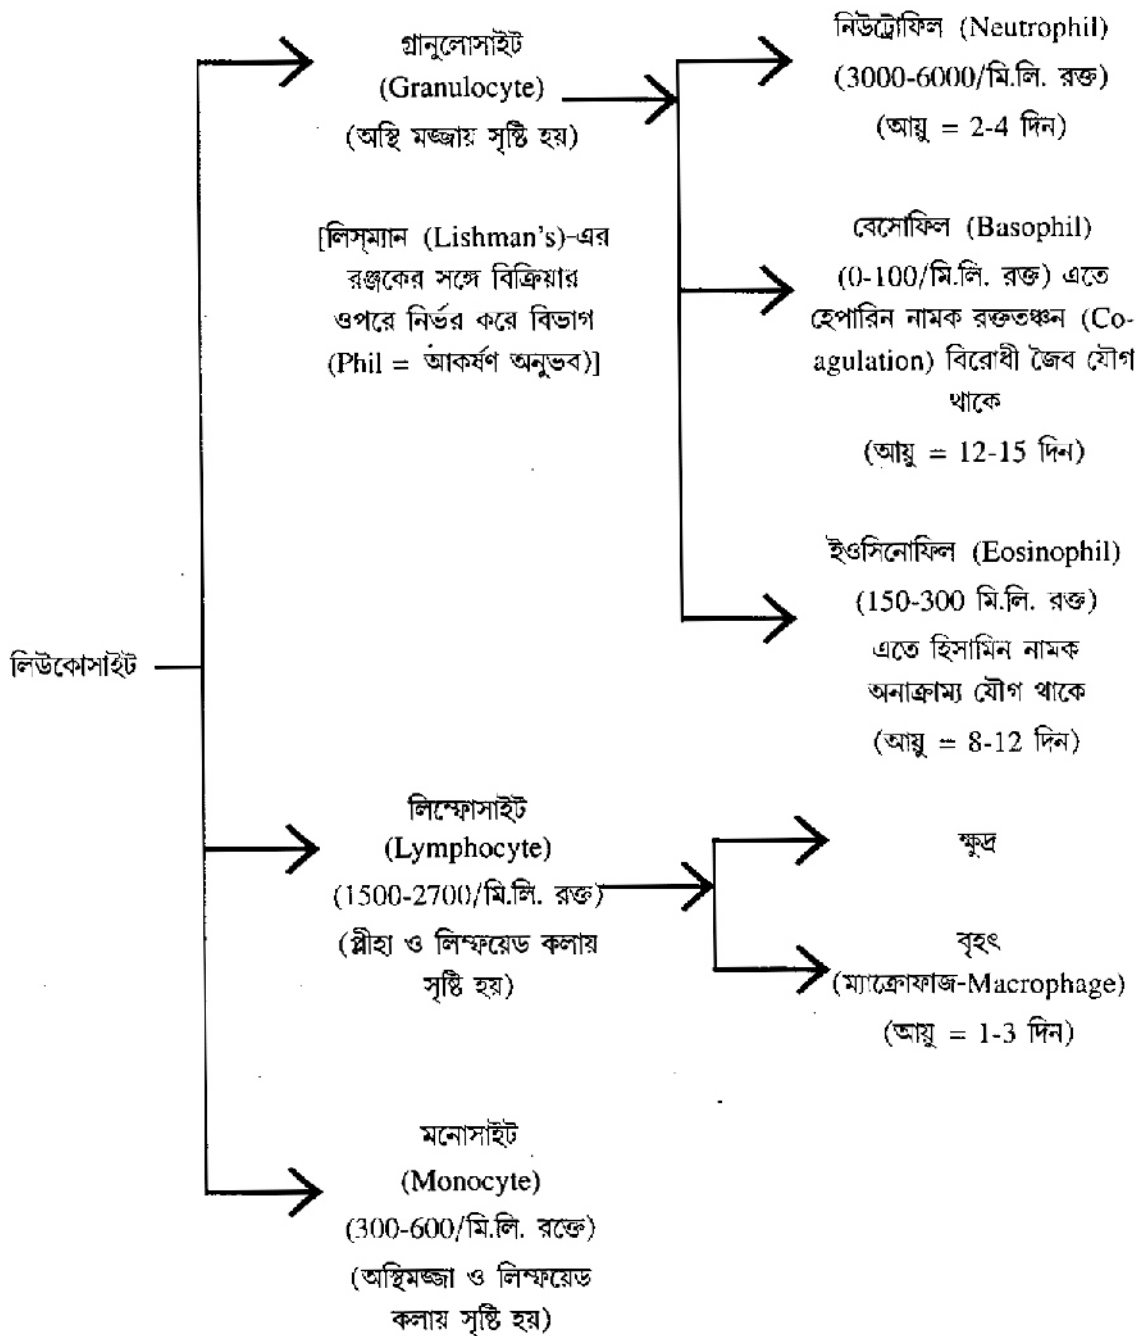 লিউকোসাইট
গ্রানুলোসাইট
(Granulocyte)
(অস্থি মজ্জায় সৃষ্টি হয়)
[লিস্ম্যান (Lishman's)-এর
রঞ্জকের সঙ্গে বিক্রিয়ার
ওপরে নির্ভর করে বিভাগ
(Phil = আকর্ষণ অনুভব)]
নিউট্রোফিল (Neutrophil)
(3000-6000/মি.লি. রক্ত)
(আয়ু = 2-4 দিন)
বেসোফিল (Basophil)
(0-100/মি.লি. রক্ত) এতে
হেপারিন নামক রক্ততঞ্চন (Co-
agulation) বিরোধী জৈব যৌগ
থাকে
(আয়ু = 12-15 দিন)
ইওসিনোফিল (Eosinophil)
(150-300 মি.লি. রক্ত)
এতে হিসামিন নামক
অনাক্রাম্য যৌগ থাকে
(আয়ু = 8-12 দিন)
লিম্ফোসাইট
(Lymphocyte)
(1500-2700/মি.লি. রক্ত)
(প্লীহা ও লিম্ফয়েড কলায়
সৃষ্টি হয়)
ক্ষুদ্র
বৃহৎ
(ম্যাক্রোফাজ-Macrophage)
(আয়ু = 1-3 দিন)
মনোসাইট
(Monocyte)
(300-600/মি.লি. রক্তে)
(অস্থিমজ্জা ও লিম্ফয়েড
কলায় সৃষ্টি হয়)